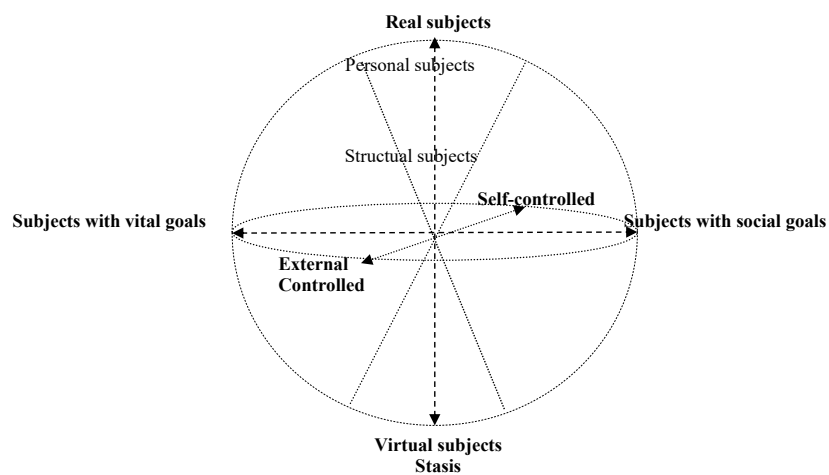 Real subjects
Personal subjects
Structual subjects
Self-controlled
Subjects with vital goals
Subjects with social goals
External
Controlled
Virtual subjects
Stasis